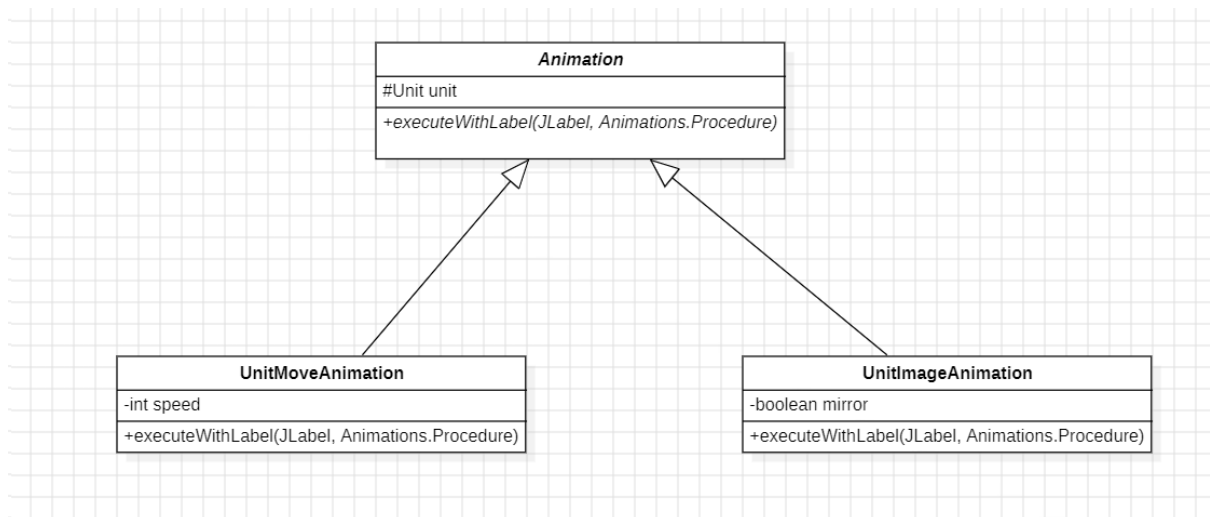 Animation
#Unit unit
+executeWithLabel(JLabel, Animations.Procedure)
UnitMoveAnimation
-int speed
+executeWithLabel(JLabel, Animations.Procedure)
UnitImageAnimation
-boolean mirror
+executeWithLabel(JLabel, Animations.Procedure)